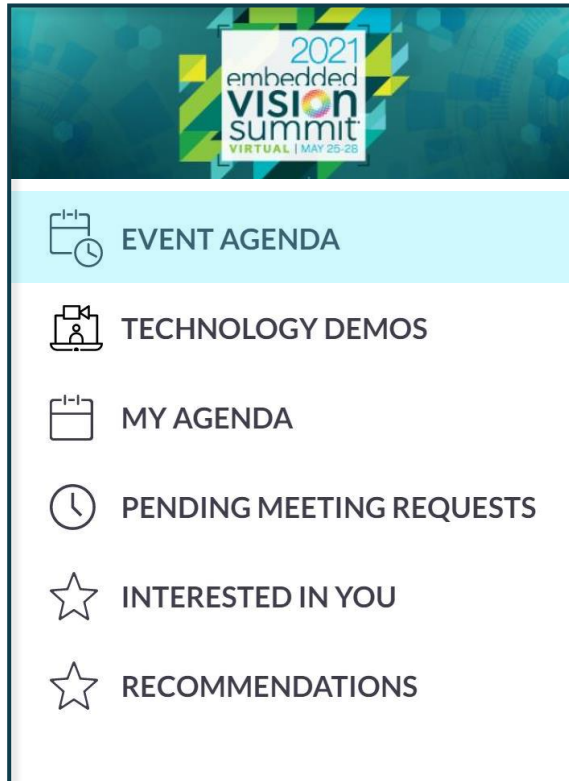 2021
embedded
VISION
summit
VIRTUAL | MAY 25-28
EVENT AGENDA
TECHNOLOGY DEMOS
MY AGENDA
PENDING MEETING REQUESTS
INTERESTED IN YOU
RECOMMENDATIONS